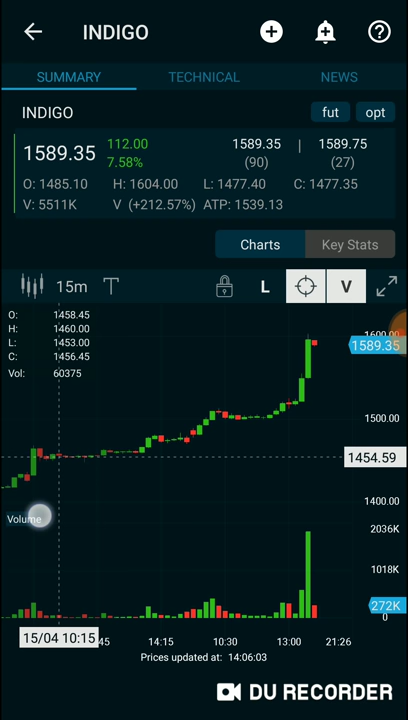 INDIGO
SUMMARY TECHNICAL NEWS
INDIGO fut opt
1589.35 112.00 7.58% 1589.35 (90) | 1589.75 (27)
O: 1485.10 H: 1604.00 L: 1477.40 C: 1477.35
V: 5511K V (+212.57%) ATP: 1539.13
Charts Key Stats
15m T L V
O: 1458.45
H: 1460.00
L: 1453.00
C: 1456.45
Vol: 60375
1600.00
1589.35
1500.00
1454.59
1400.00
Volume
2036K
1018K
272K
0
15/04 10:15 45 14:15 10:30 13:00 21:26
Prices updated at: 14:06:03
DU RECORDER